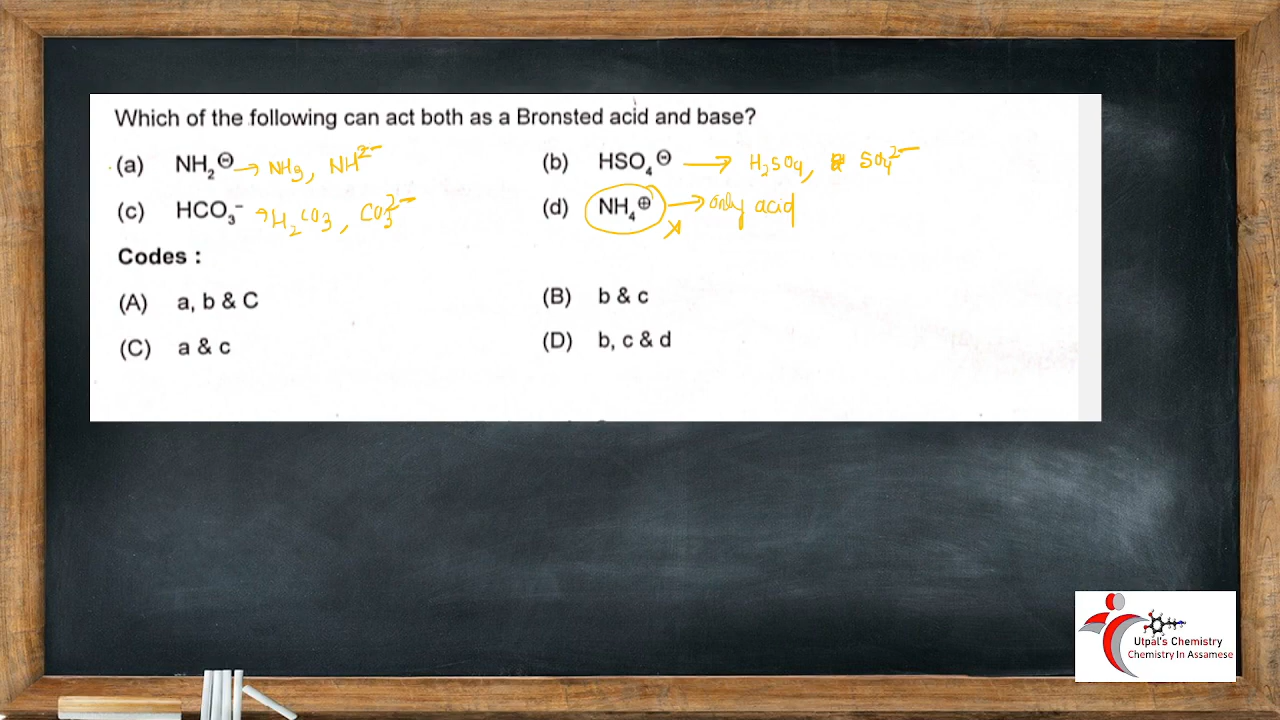 Which of the following can act both as a Bronsted acid and base?
(a) NH₂⊖ → NH₃, NH²⁻
(b) HSO₄⊖ → H₂SO₄, SO₄²⁻
(c) HCO₃⁻ → H₂CO₃, CO₃²⁻
(d) NH₄⊕ → only acid
Codes :
(A) a, b & C
(B) b & c
(C) a & c
(D) b, c & d
Utpal's Chemistry
Chemistry In Assamese